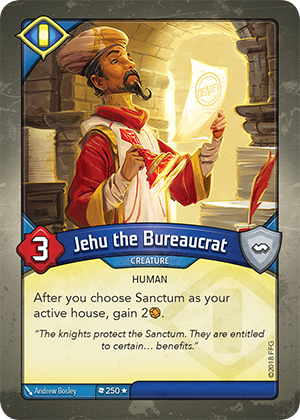 DENIED
Jehu the Bureaucrat
3
CREATURE
HUMAN
After you choose Sanctum as your
active house, gain 2.
“The knights protect the Sanctum. They are entitled
to certain… benefits.”
©2018 FFG
Andrew Bosley
250